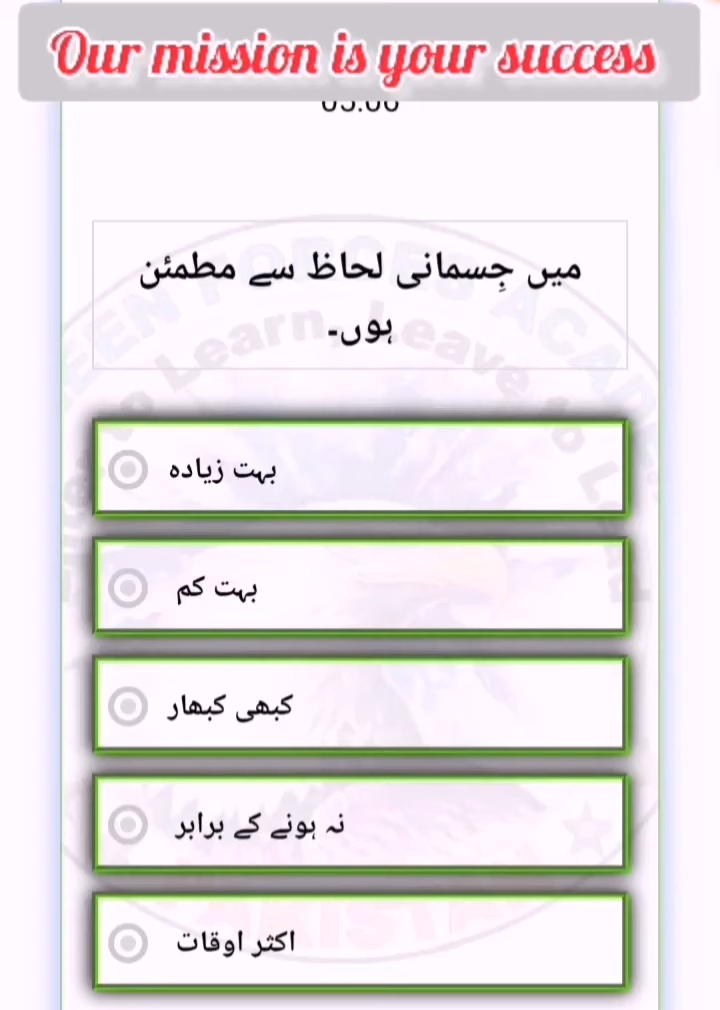 Our mission is your success
میں جِسمانی لحاظ سے مطمئن
ہوں۔
بہت زیادہ
بہت کم
کبھی کبھار
نہ ہونے کے برابر
اکثر اوقات